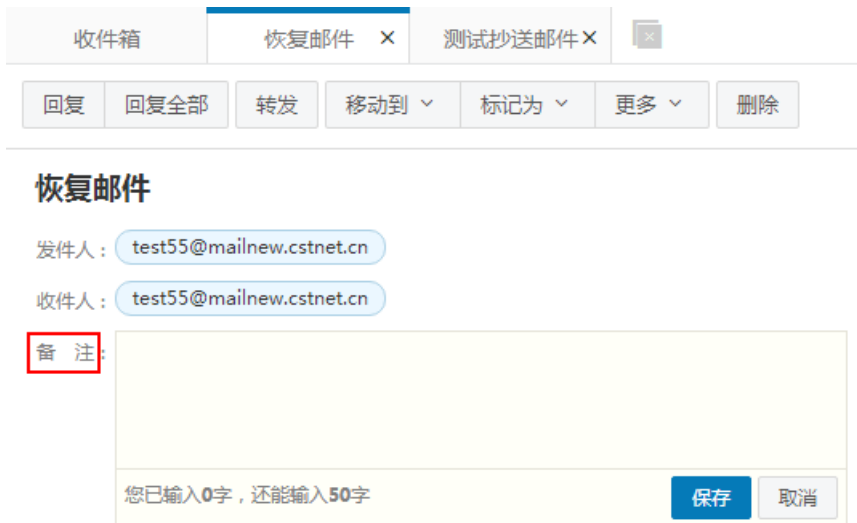 收件箱 恢复邮件 × 测试抄送邮件 ×
回复 回复全部 转发 移动到 标记为 更多 删除
恢复邮件
发件人: test55@mailnew.cstnet.cn
收件人: test55@mailnew.cstnet.cn
备 注:
您已输入0字，还能输入50字 保存 取消